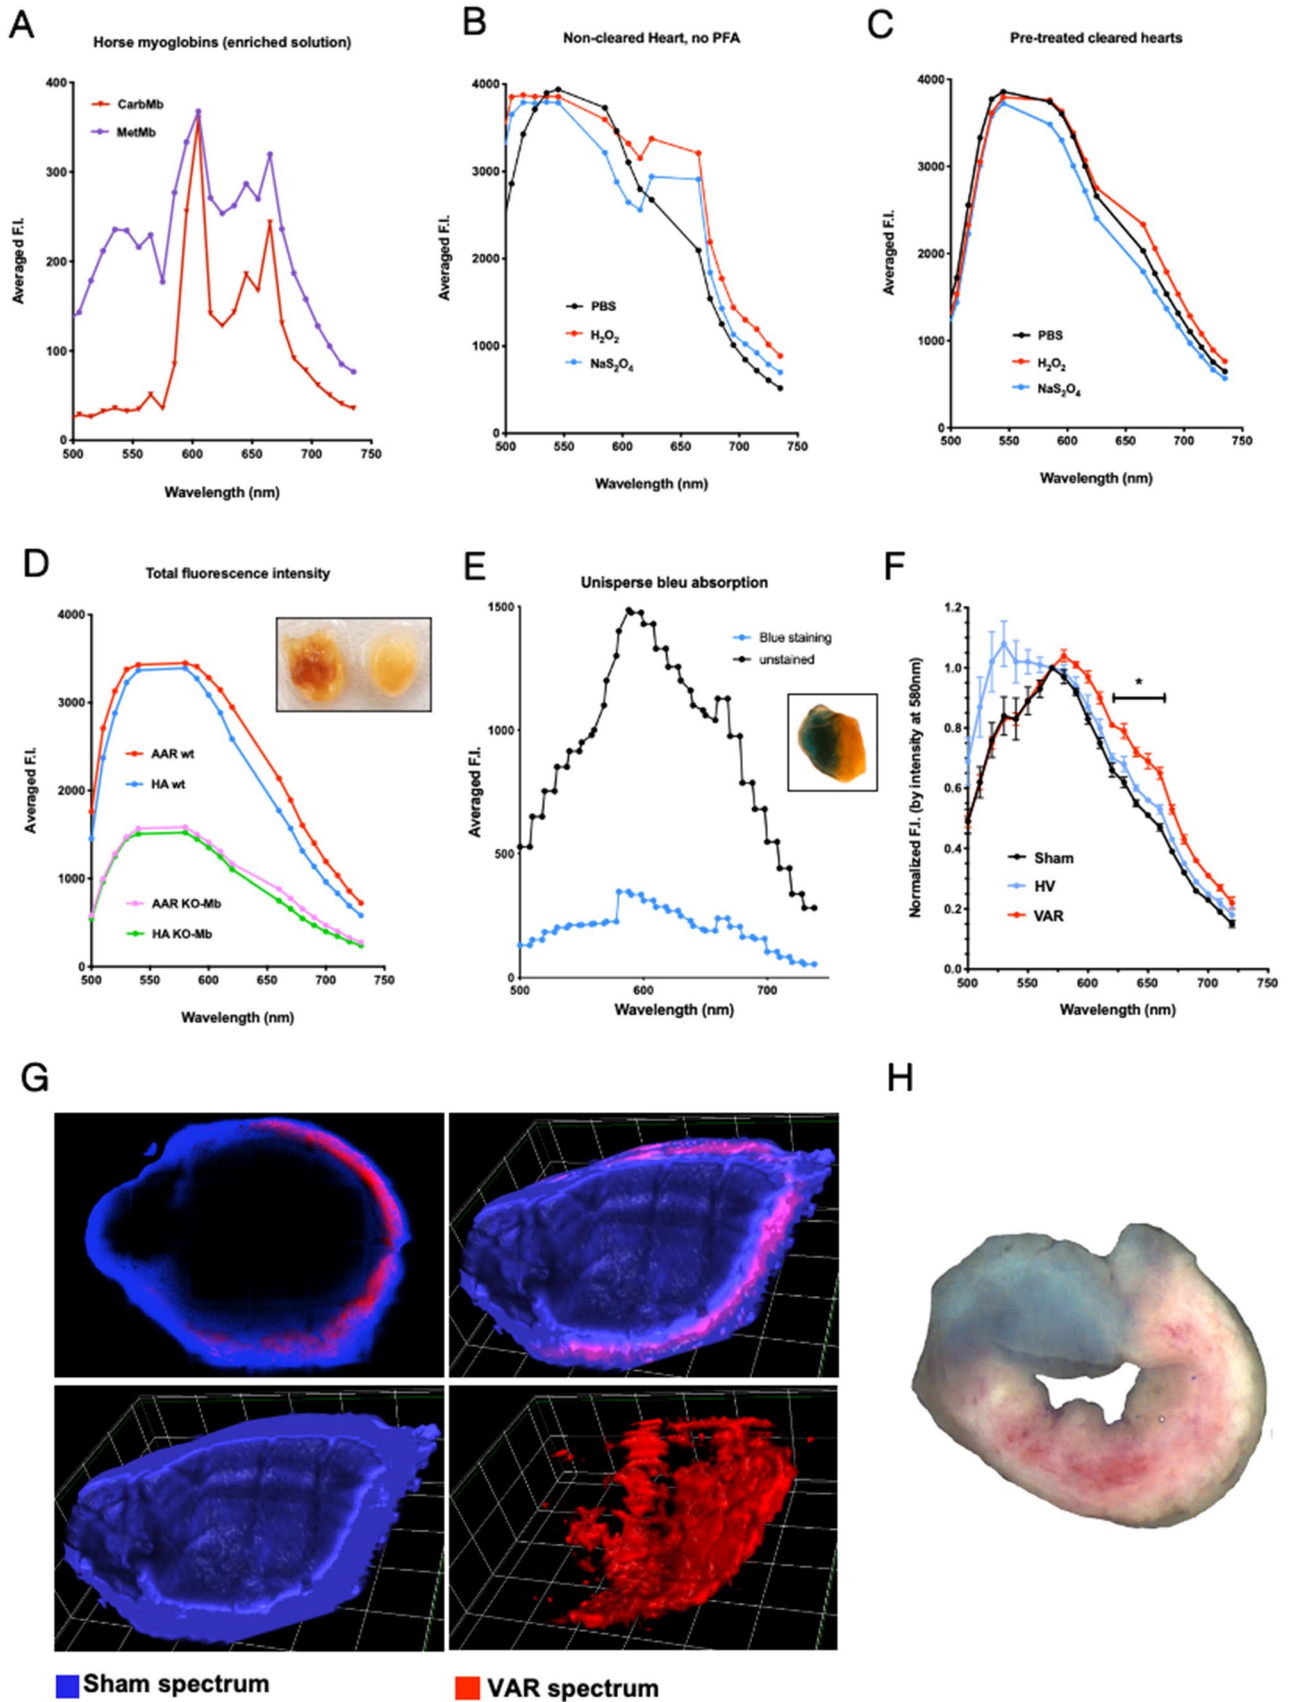 A
Horse myoglobins (enriched solution)
400
300
200
100
0
500 550 600 650 700 750
Averaged F.I.
Wavelength (nm)
CarbMb
MetMb
B
Non-cleared Heart, no PFA
4000
3000
2000
1000
0
500 550 600 650 700 750
Averaged F.I.
Wavelength (nm)
PBS
H₂O₂
NaS₂O₄
C
Pre-treated cleared hearts
4000
3000
2000
1000
0
500 550 600 650 700 750
Averaged F.I.
Wavelength (nm)
PBS
H₂O₂
NaS₂O₄
D
Total fluorescence intensity
4000
3000
2000
1000
0
500 550 600 650 700 750
Averaged F.I.
Wavelength (nm)
AAR wt
HA wt
AAR KO-Mb
HA KO-Mb
E
Unisperse bleu absorption
1500
1000
500
0
500 600 700
Averaged F.I.
Wavelength (nm)
Blue staining
unstained
F
1.2
1.0
0.8
0.6
0.4
0.2
0.0
500 550 600 650 700 750
Normalized F.I. (by intensity at 580nm)
Wavelength (nm)
*
Sham
HV
VAR
G
H
Sham spectrum
VAR spectrum